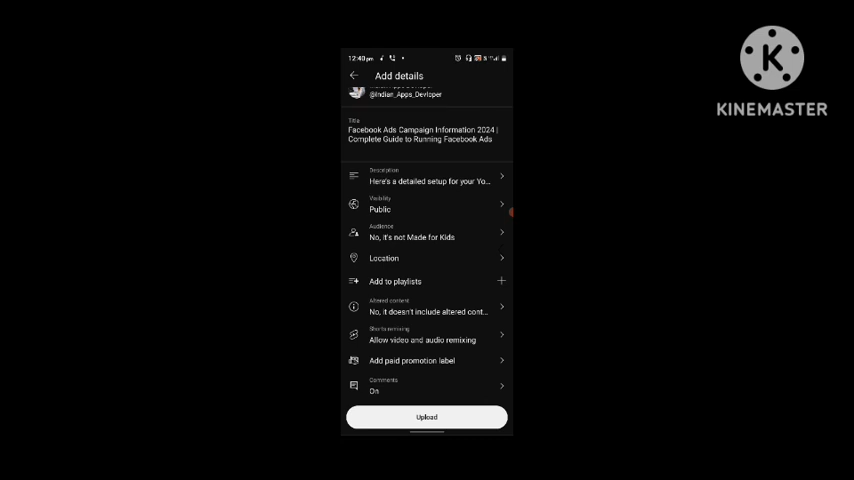 12:40pm
Add details
@Indian_Apps_Devloper
Title
Facebook Ads Campaign Information 2024 |
Complete Guide to Running Facebook Ads
Description
Here's a detailed setup for your Yo...
Visibility
Public
Audience
No, it's not Made for Kids
Location
Add to playlists
Altered content
No, it doesn't include altered cont...
Shorts remixing
Allow video and audio remixing
Add paid promotion label
Comments
On
Upload
K
KINEMASTER